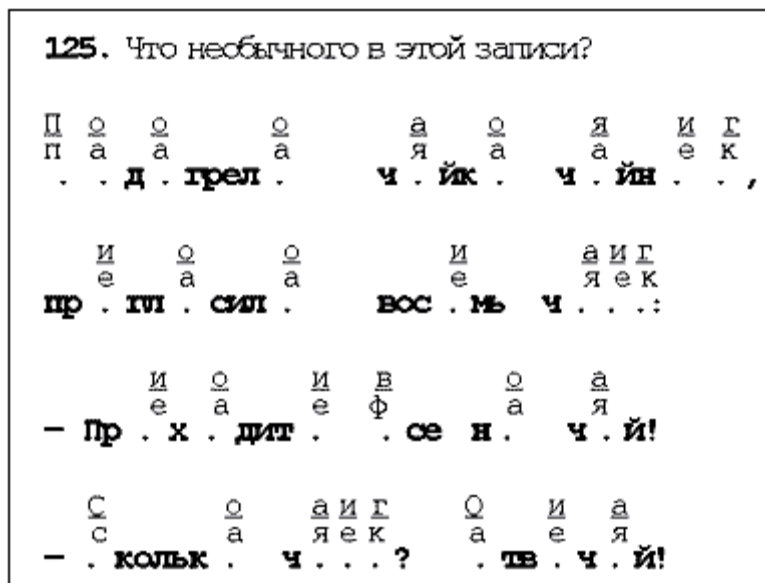 125. Что необычного в этой записи?
П о о о а о я и г
п а а а я а а е к
. . д . грел . ч . йк . ч . йн . . ,
и о о и а и г
е а а е я е к
пр . гл . сил . вос . мь ч . . . :
и о и в о а
е а е ф а я
– Пр . х . дит . . се н . ч . й!
С о а и г О и а
с а я е к а е я
– . кольк . ч . . . ? . тв . ч . й!